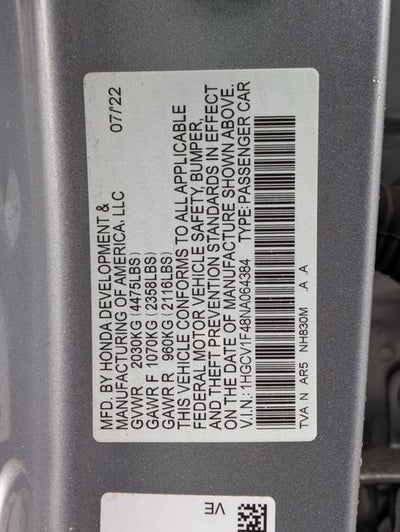 MFD. BY HONDA DEVELOPMENT & 07/'22
MANUFACTURING OF AMERICA, LLC
GVWR 2030KG (4475LBS)
GAWR F 1070KG (2358LBS)
GAWR R 960KG (2116LBS)
THIS VEHICLE CONFORMS TO ALL APPLICABLE
FEDERAL MOTOR VEHICLE SAFETY, BUMPER,
AND THEFT PREVENTION STANDARDS IN EFFECT
ON THE DATE OF MANUFACTURE SHOWN ABOVE.
V.I.N.: 1HGCV1F48NA064384 TYPE: PASSENGER CAR
TVA N AR5 NH830M .A .A
VE